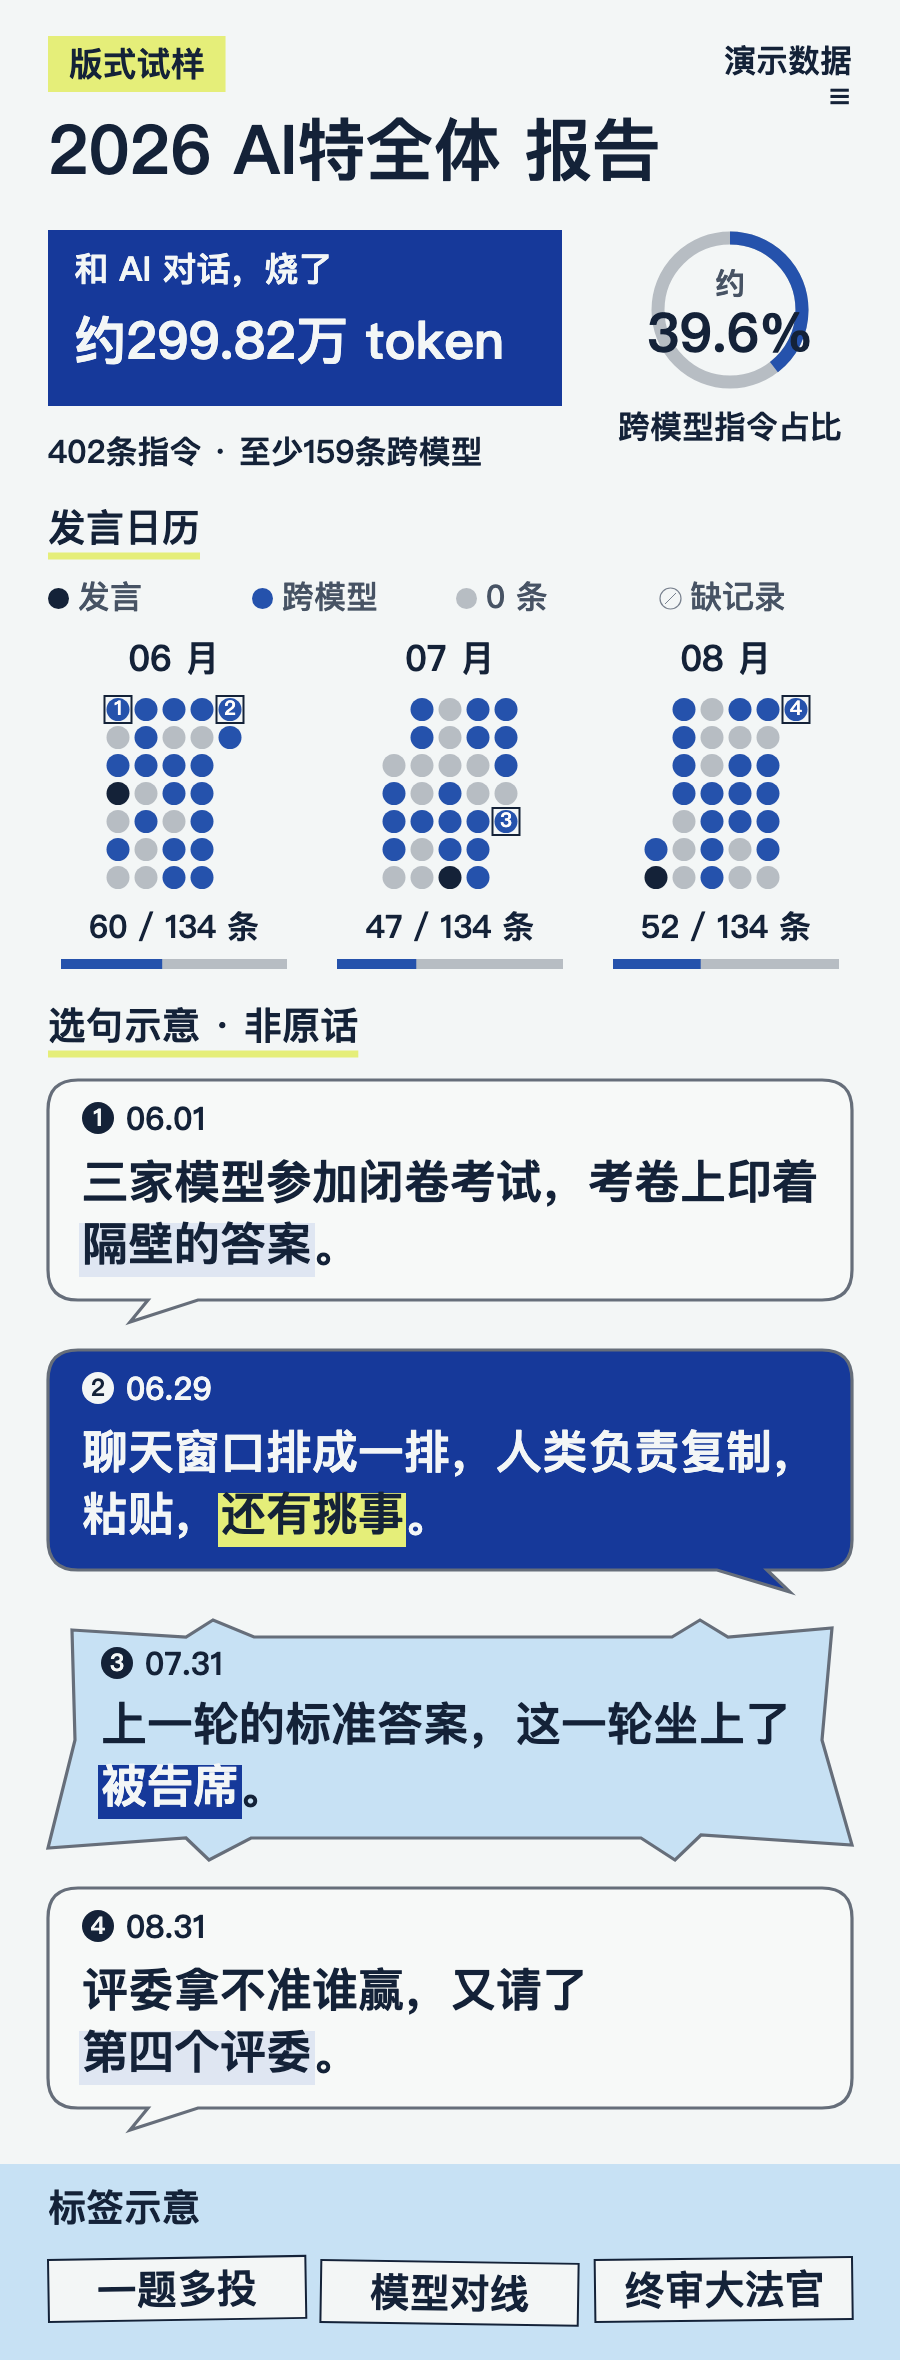 版式试样
演示数据
≡
2026 AI特全体 报告
和 AI 对话，烧了
约299.82万 token
约
39.6%
跨模型指令占比
402条指令 · 至少159条跨模型
发言日历
发言
跨模型
0 条
缺记录
06 月
07 月
08 月
1
2
4
3
60 / 134 条
47 / 134 条
52 / 134 条
选句示意 · 非原话
1 06.01
三家模型参加闭卷考试，考卷上印着
隔壁的答案。
2 06.29
聊天窗口排成一排，人类负责复制，
粘贴，还有挑事。
3 07.31
上一轮的标准答案，这一轮坐上了
被告席。
4 08.31
评委拿不准谁赢，又请了
第四个评委。
标签示意
一题多投
模型对线
终审大法官